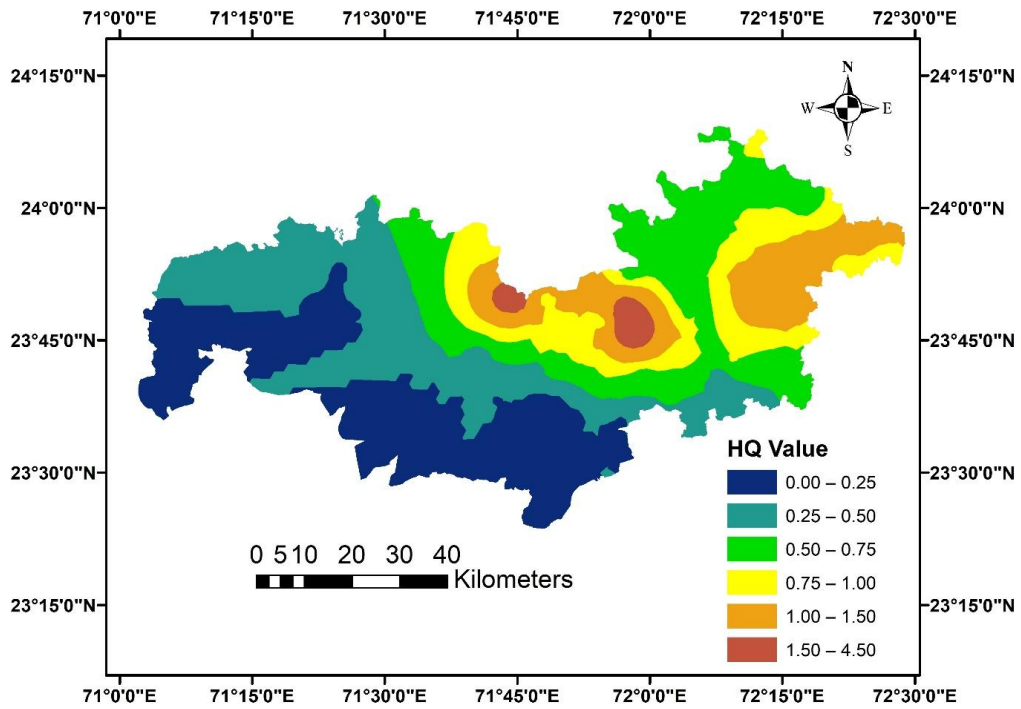 71°0'0"E 71°15'0"E 71°30'0"E 71°45'0"E 72°0'0"E 72°15'0"E 72°30'0"E
24°15'0"N 24°15'0"N
N
W E
S
24°0'0"N 24°0'0"N
23°45'0"N 23°45'0"N
HQ Value
23°30'0"N 23°30'0"N
0.00 – 0.25
0.25 – 0.50
0.50 – 0.75
0 5 10 20 30 40
Kilometers
0.75 – 1.00
23°15'0"N 23°15'0"N
1.00 – 1.50
1.50 – 4.50
71°0'0"E 71°15'0"E 71°30'0"E 71°45'0"E 72°0'0"E 72°15'0"E 72°30'0"E